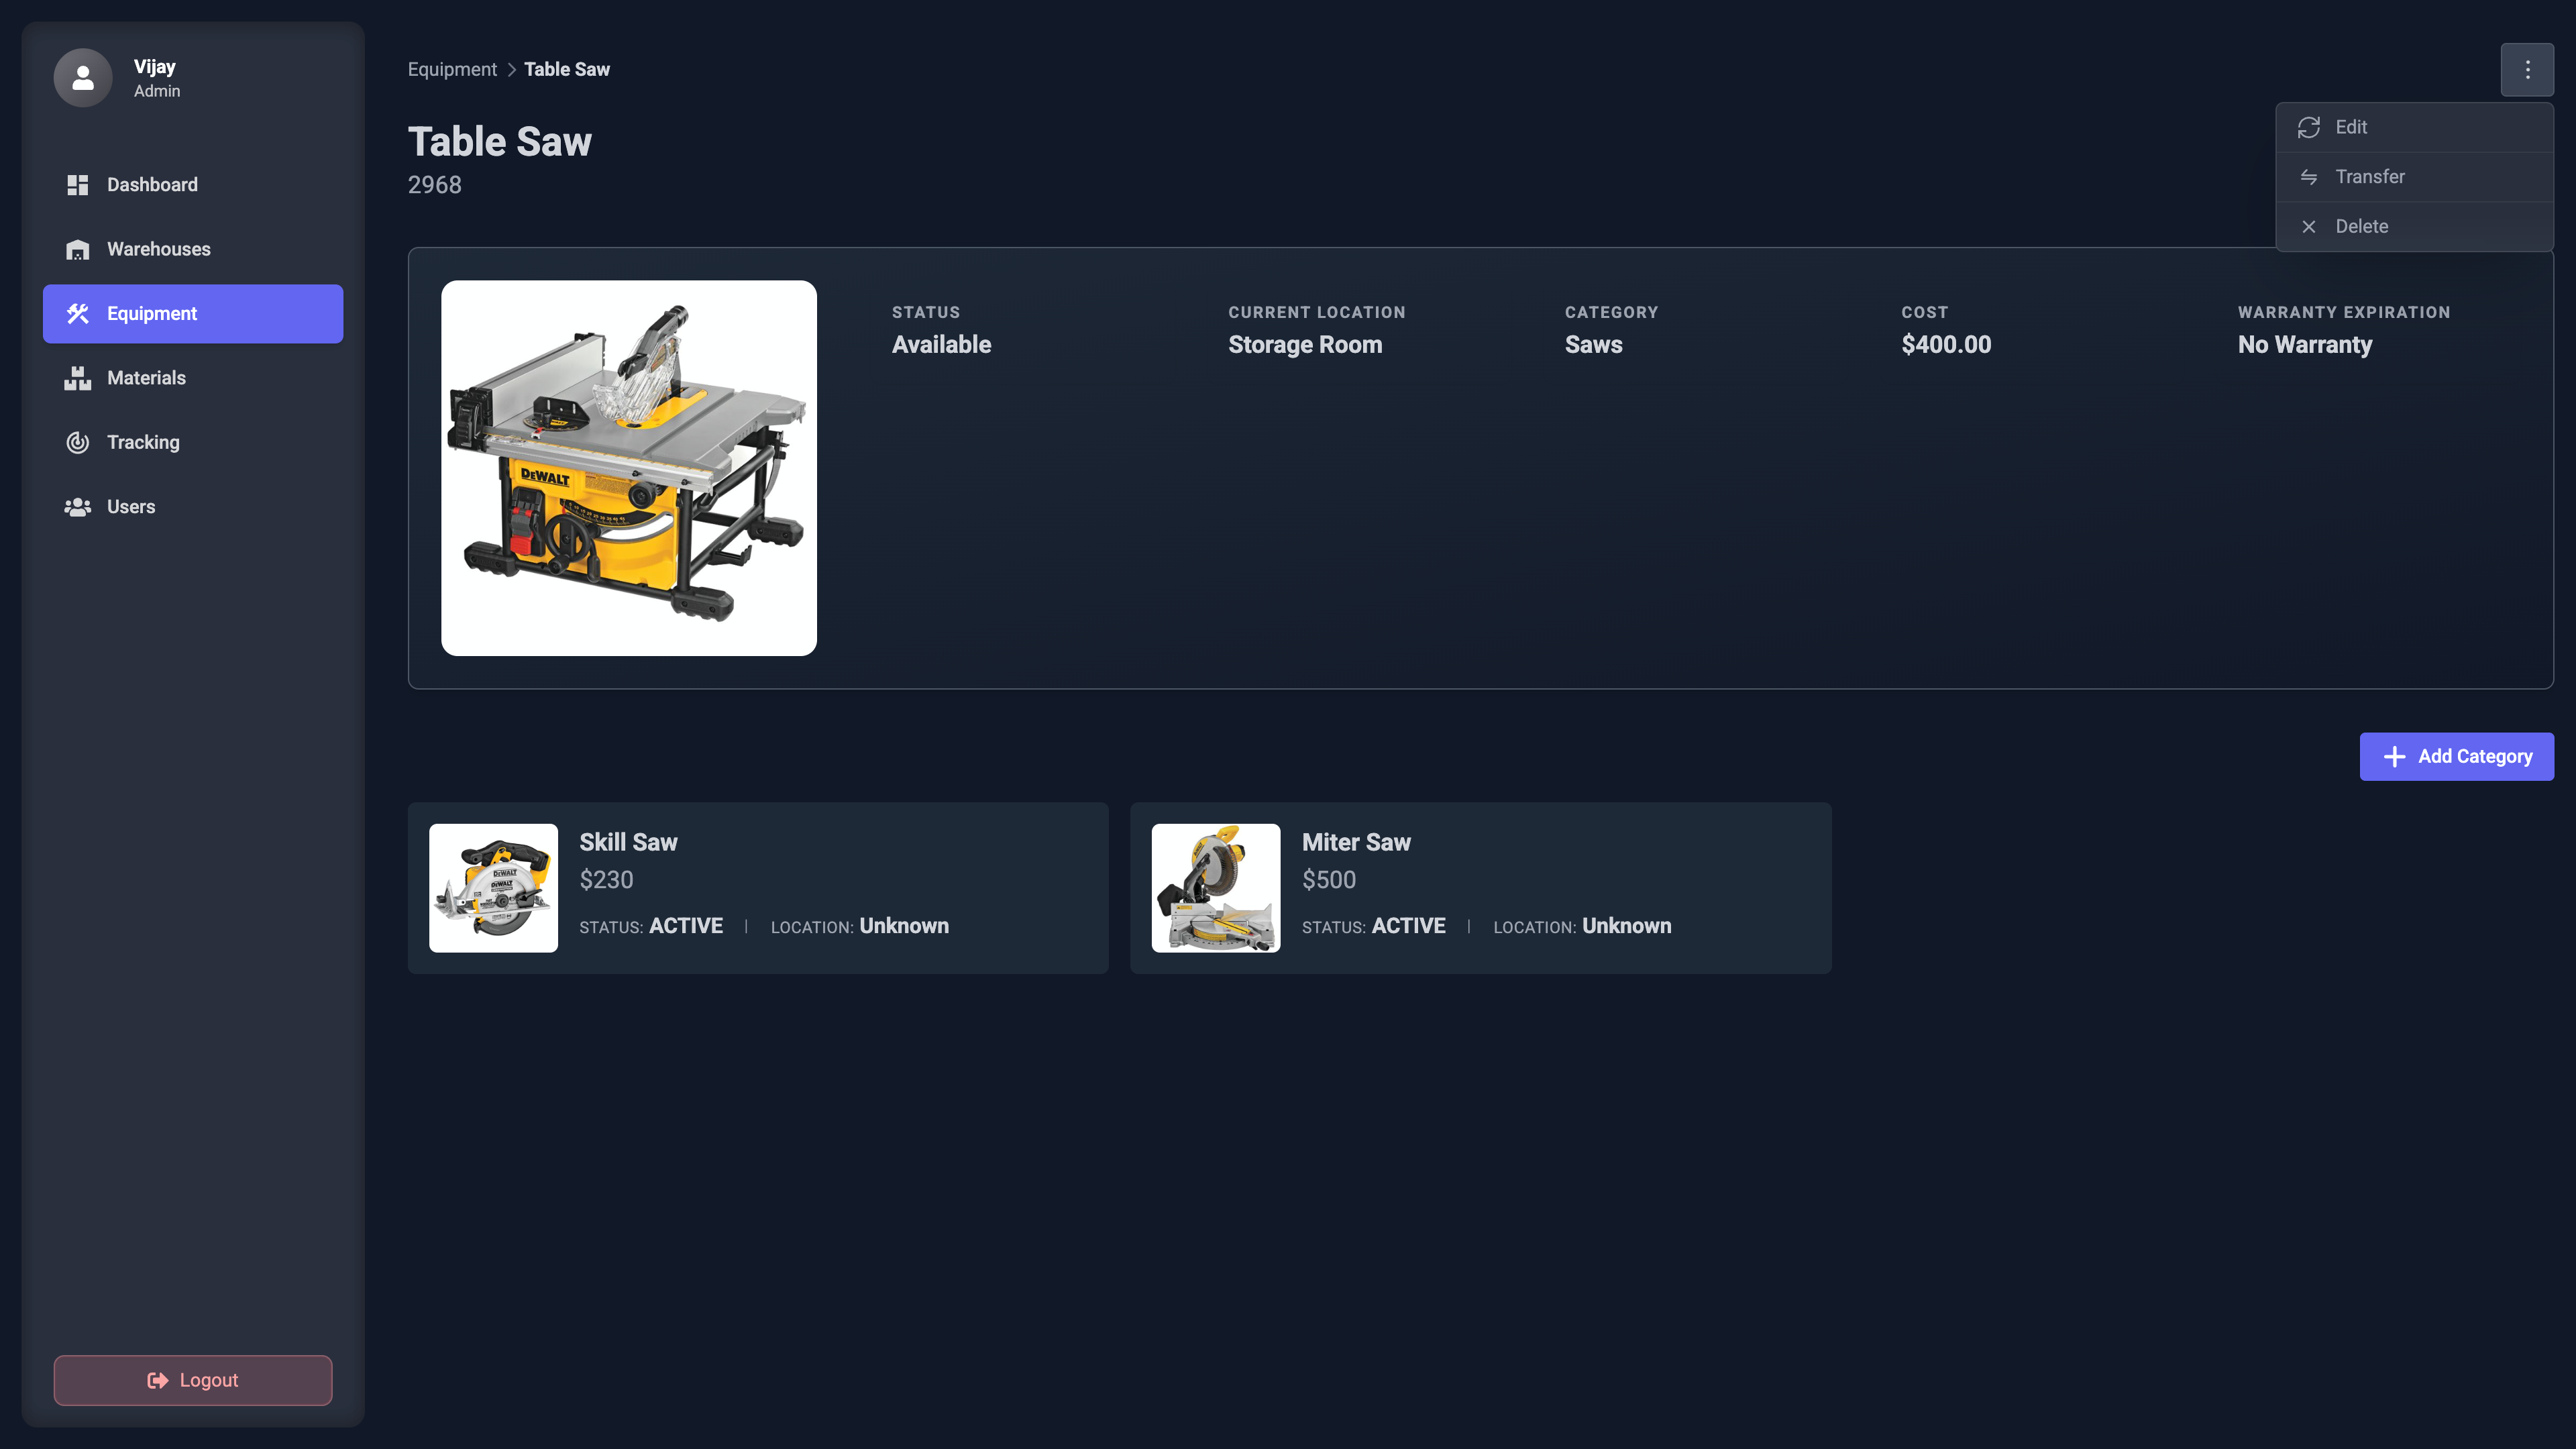 Vijay
Admin
Dashboard
Warehouses
Equipment
Materials
Tracking
Users
Logout
Equipment > Table Saw
Table Saw
2968
Edit
Transfer
Delete
STATUS
Available
CURRENT LOCATION
Storage Room
CATEGORY
Saws
COST
$400.00
WARRANTY EXPIRATION
No Warranty
DEWALT
Add Category
Skill Saw
$230
STATUS: ACTIVE | LOCATION: Unknown
DEWALT
DEWALT
Miter Saw
$500
STATUS: ACTIVE | LOCATION: Unknown